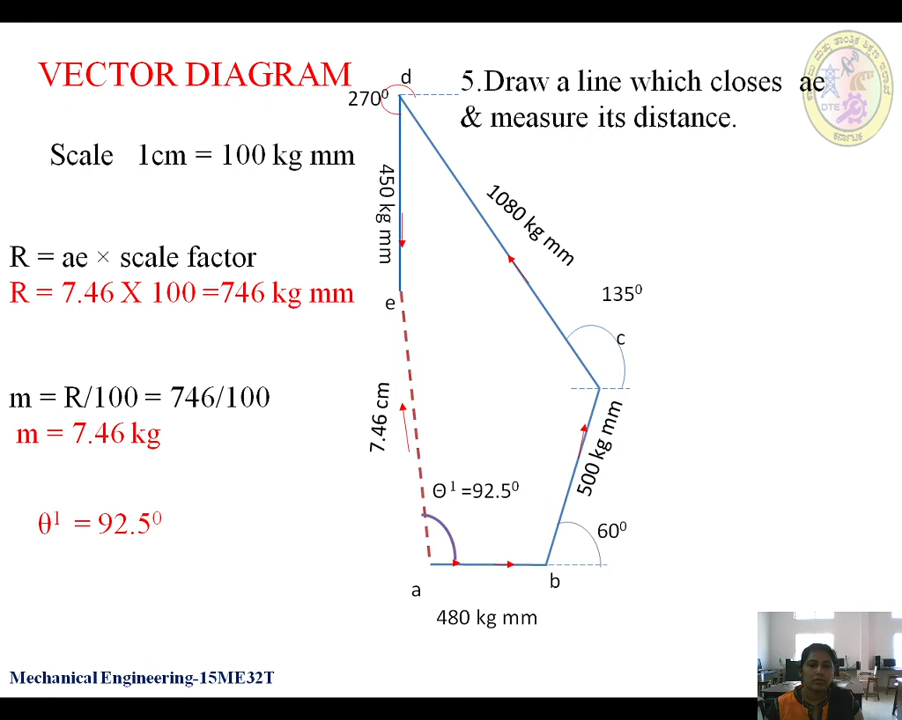 VECTOR DIAGRAM
5.Draw a line which closes ae
& measure its distance.
DTE
d
270⁰
Scale 1cm = 100 kg mm
450 kg mm
1080 kg mm
R = ae × scale factor
R = 7.46 X 100 =746 kg mm
e
135⁰
c
m = R/100 = 746/100
m = 7.46 kg
7.46 cm
500 kg mm
Θ¹ =92.5⁰
θ¹ = 92.5⁰
60⁰
a
b
480 kg mm
Mechanical Engineering-15ME32T